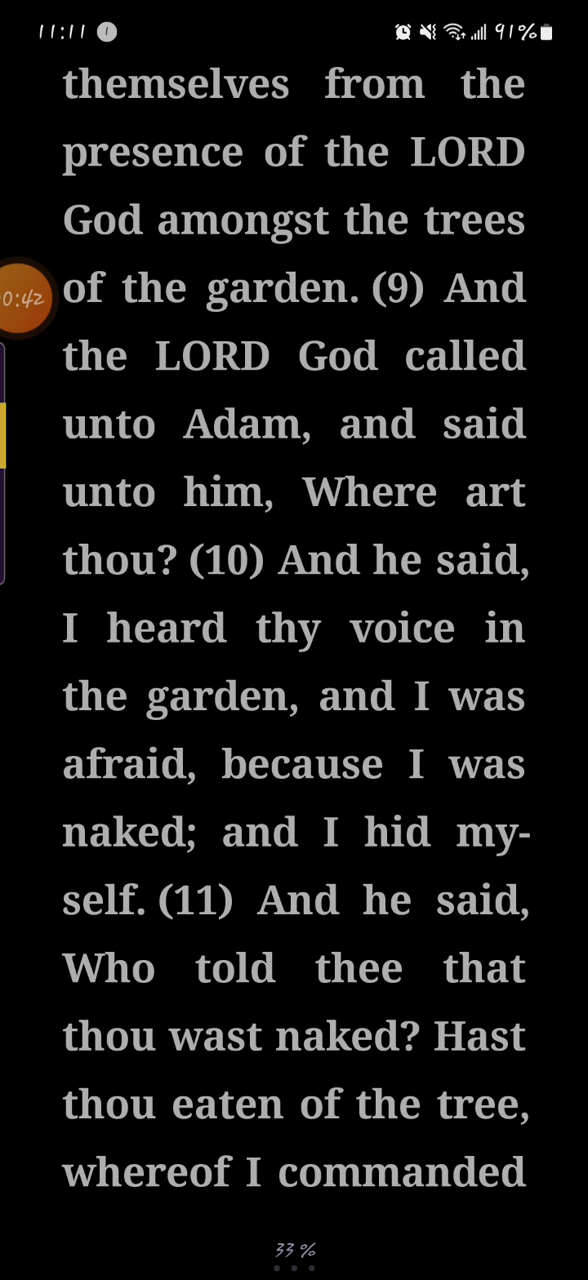 11:11
91%
themselves from the
presence of the LORD
God amongst the trees
0:42
of the garden. (9) And
the LORD God called
unto Adam, and said
unto him, Where art
thou? (10) And he said,
I heard thy voice in
the garden, and I was
afraid, because I was
naked; and I hid my-
self. (11) And he said,
Who told thee that
thou wast naked? Hast
thou eaten of the tree,
whereof I commanded
33%